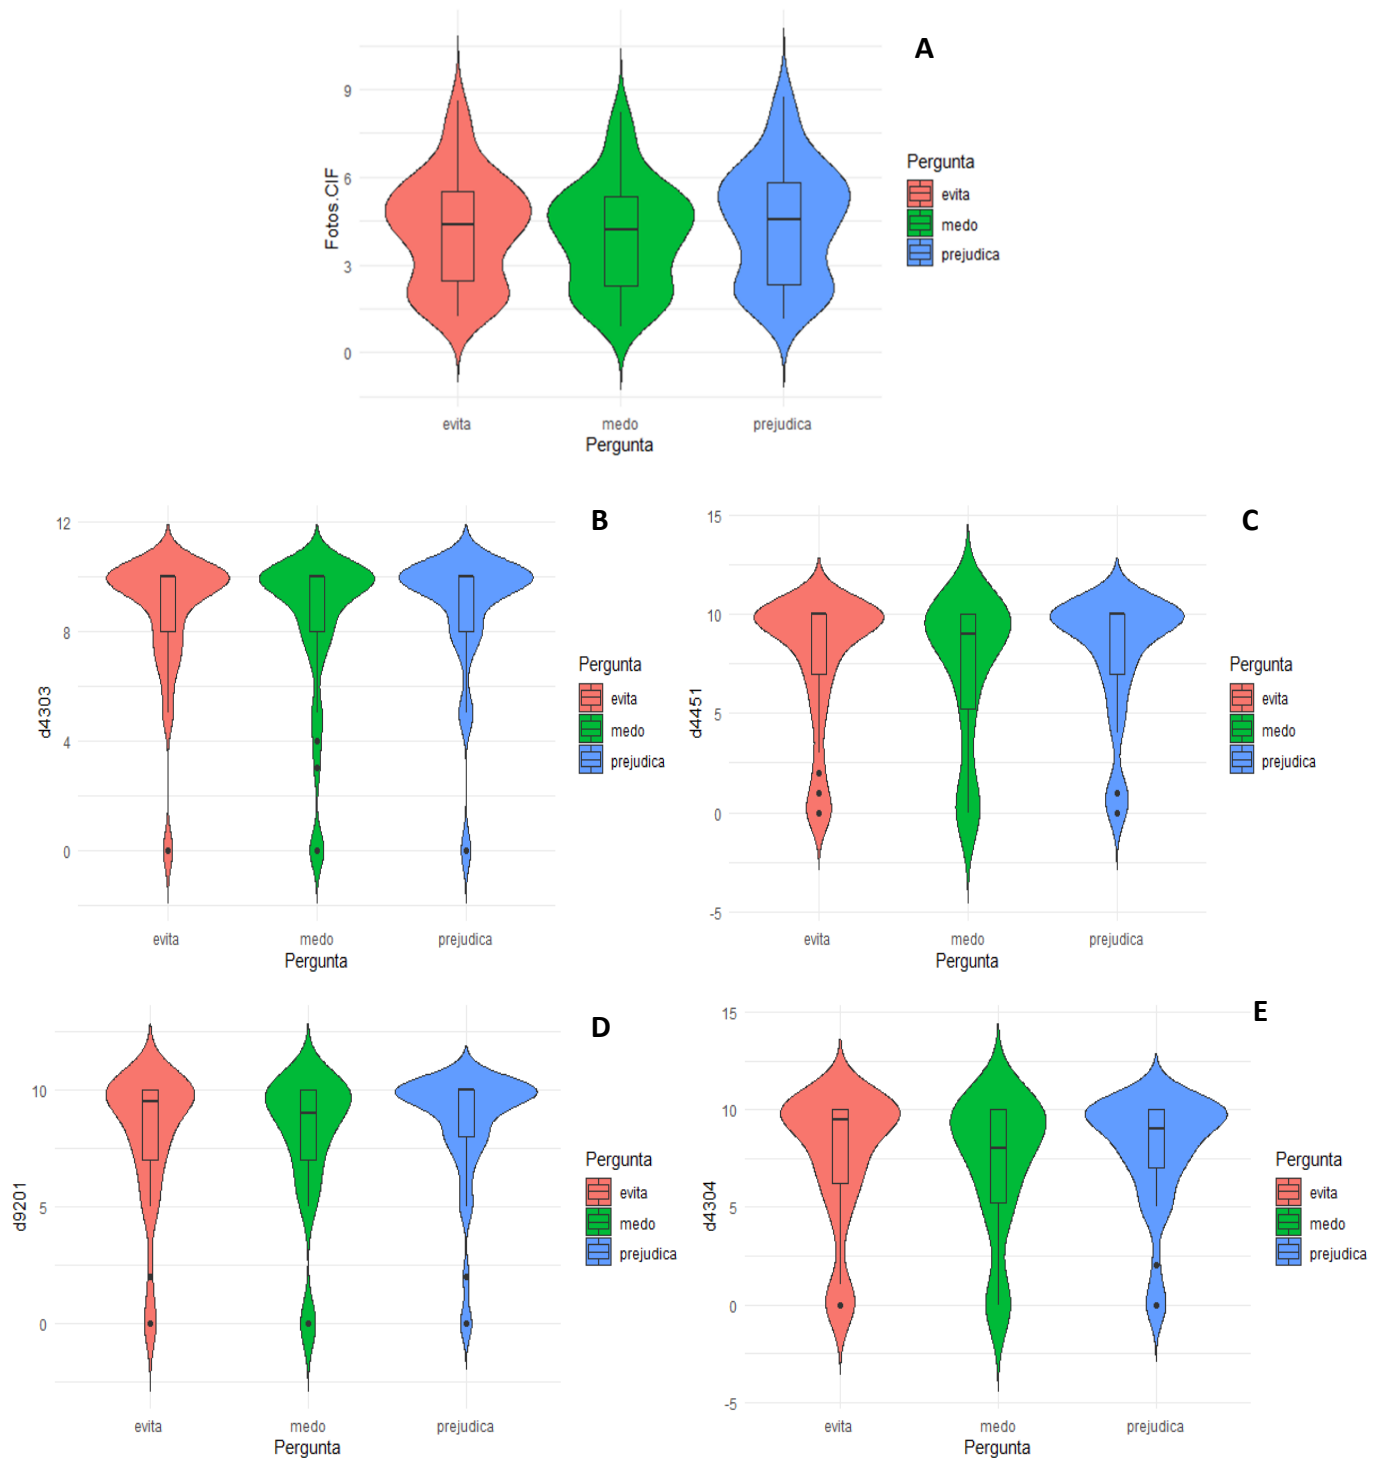 A
9
6
3
0
Fotos.CIF
evita
medo
prejudica
Pergunta
Pergunta
evita
medo
prejudica
B
12
8
4
0
d4303
evita
medo
prejudica
Pergunta
Pergunta
evita
medo
prejudica
C
15
10
5
0
-5
d4451
evita
medo
prejudica
Pergunta
Pergunta
evita
medo
prejudica
D
10
5
0
d9201
evita
medo
prejudica
Pergunta
Pergunta
evita
medo
prejudica
E
15
10
5
0
-5
d4304
evita
medo
prejudica
Pergunta
Pergunta
evita
medo
prejudica